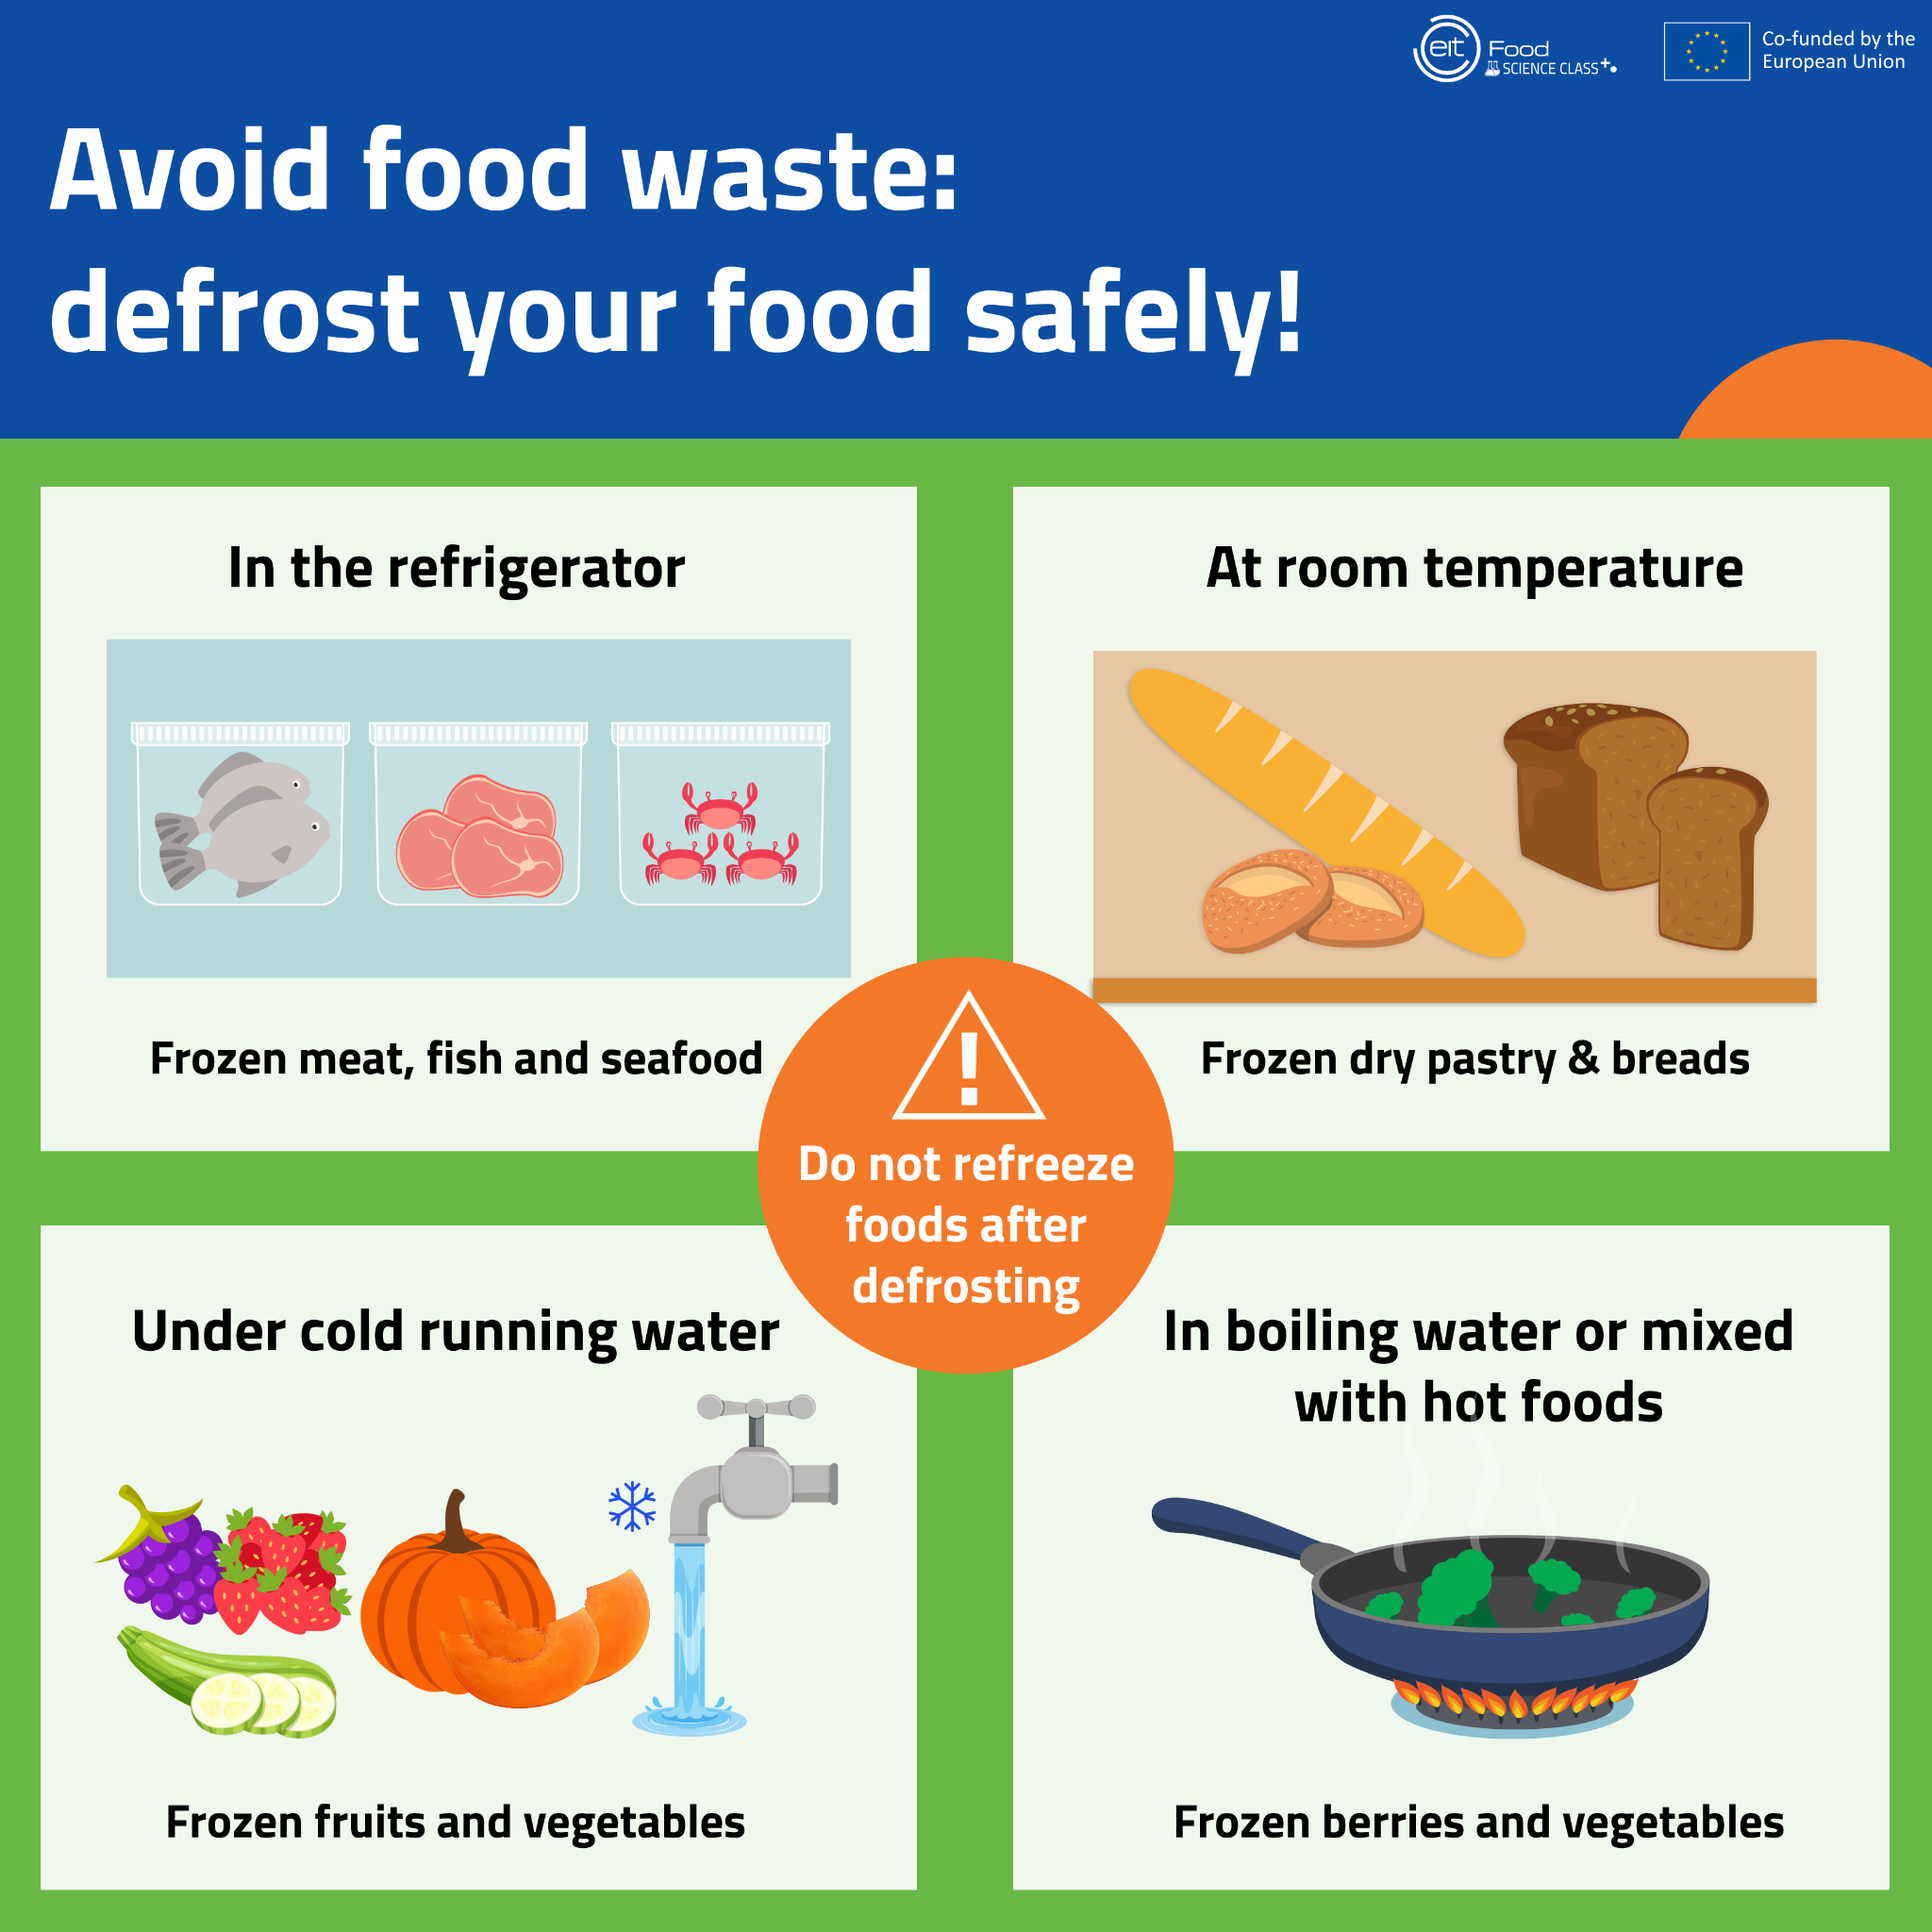 eit Food
SCIENCE CLASS
Co-funded by the
European Union
Avoid food waste:
defrost your food safely!
In the refrigerator
Frozen meat, fish and seafood
At room temperature
Frozen dry pastry & breads
!
Do not refreeze
foods after
defrosting
Under cold running water
Frozen fruits and vegetables
In boiling water or mixed
with hot foods
Frozen berries and vegetables